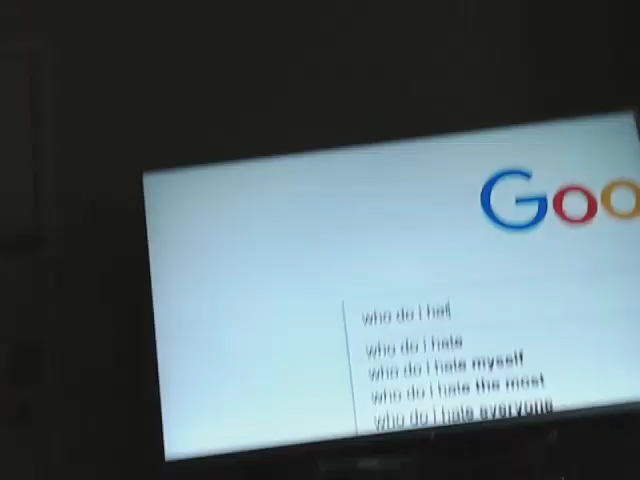 Goo
who do i hat
who do i hate
who do i hate myself
who do i hate the most
who do i hate everyone